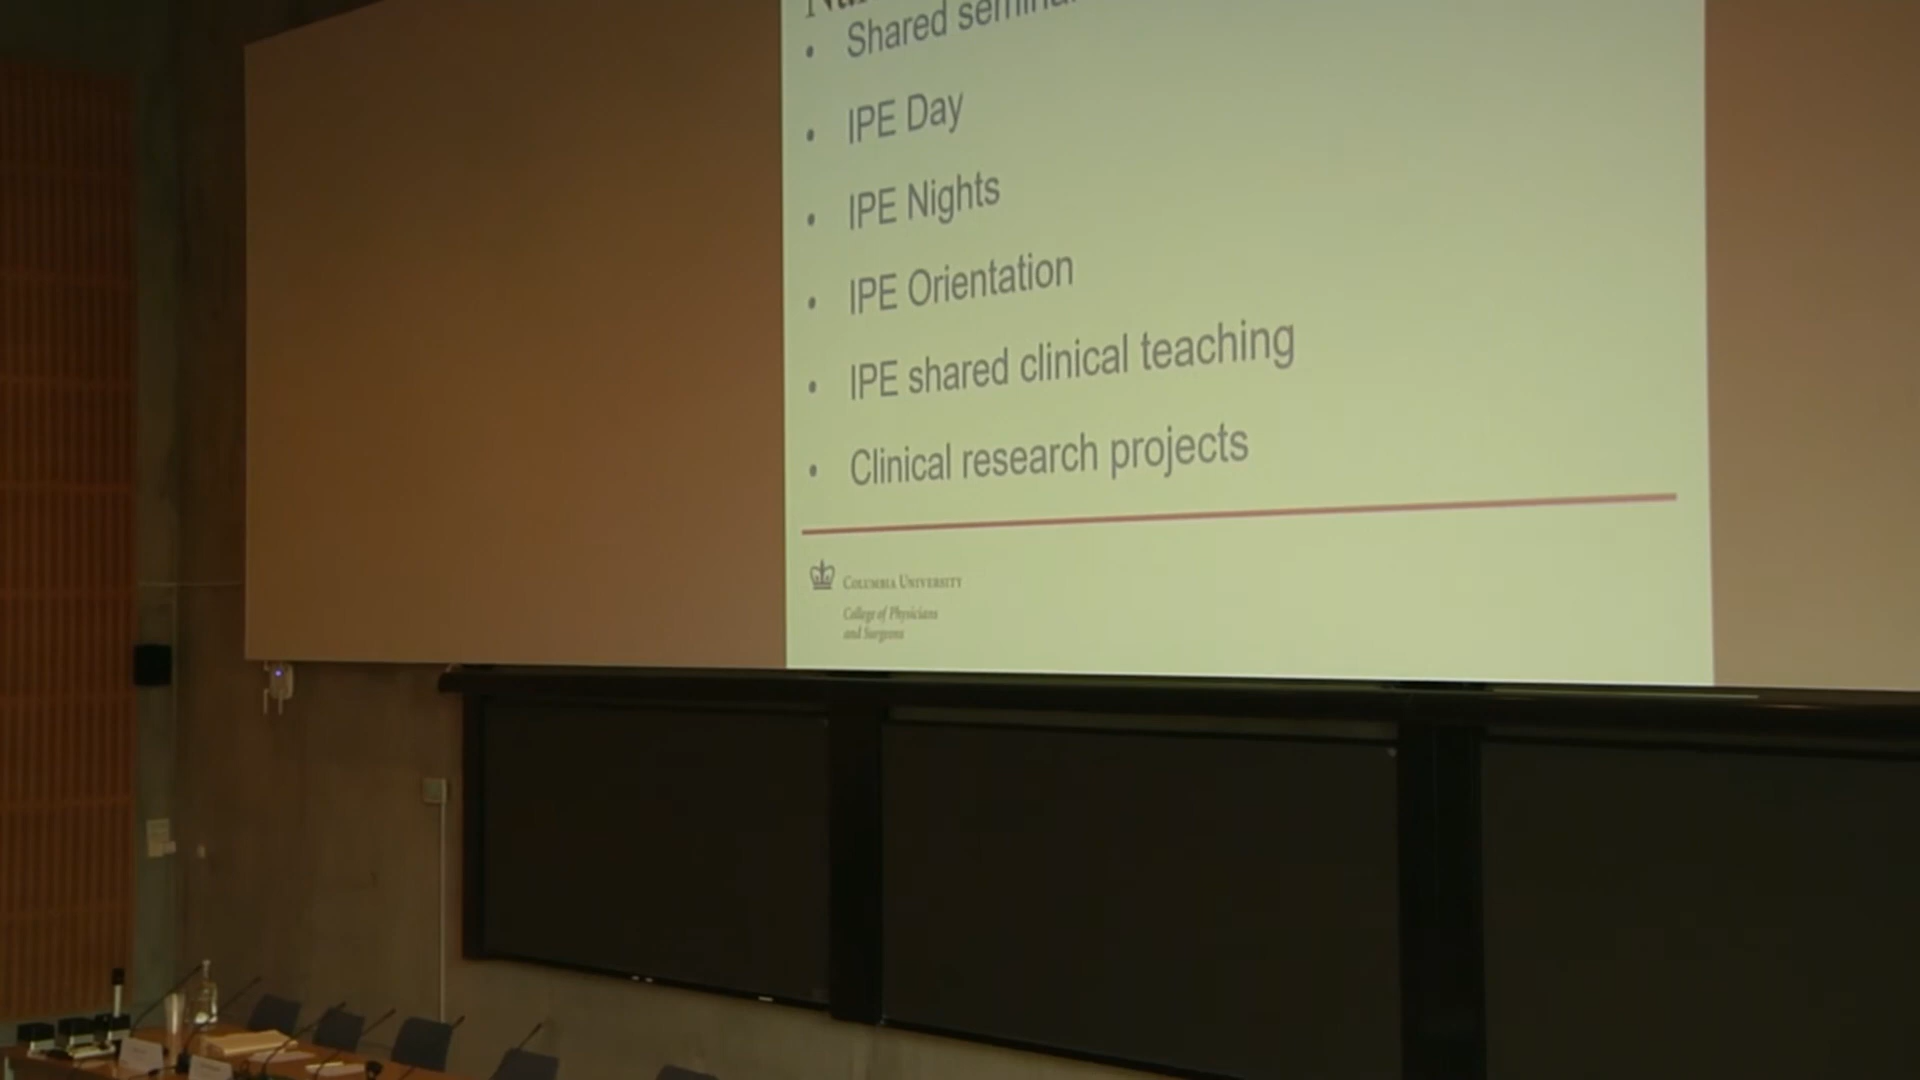 • Shared
• IPE Day
• IPE Nights
• IPE Orientation
• IPE shared clinical teaching
• Clinical research projects
COLUMBIA UNIVERSITY
College of Physicians
and Surgeons